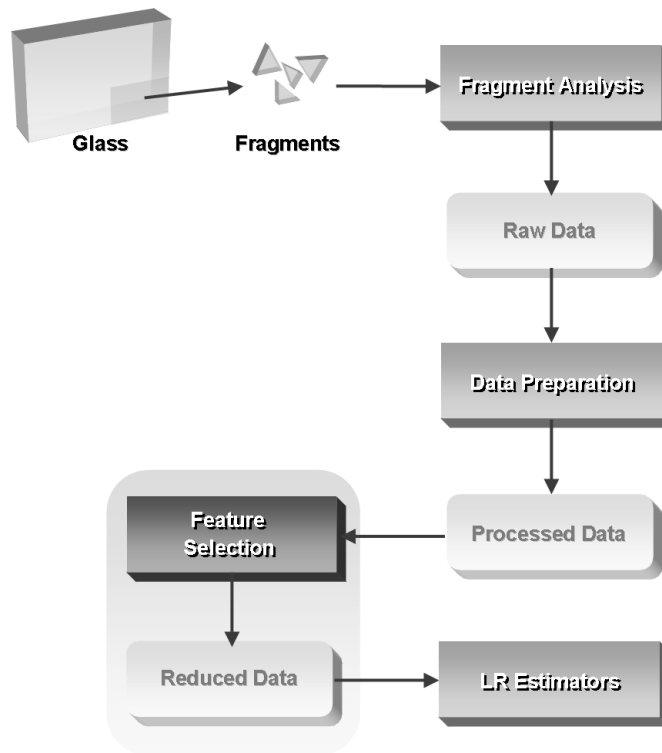 Glass
Fragments
Fragment Analysis
Raw Data
Data Preparation
Processed Data
Feature
Selection
Reduced Data
LR Estimators